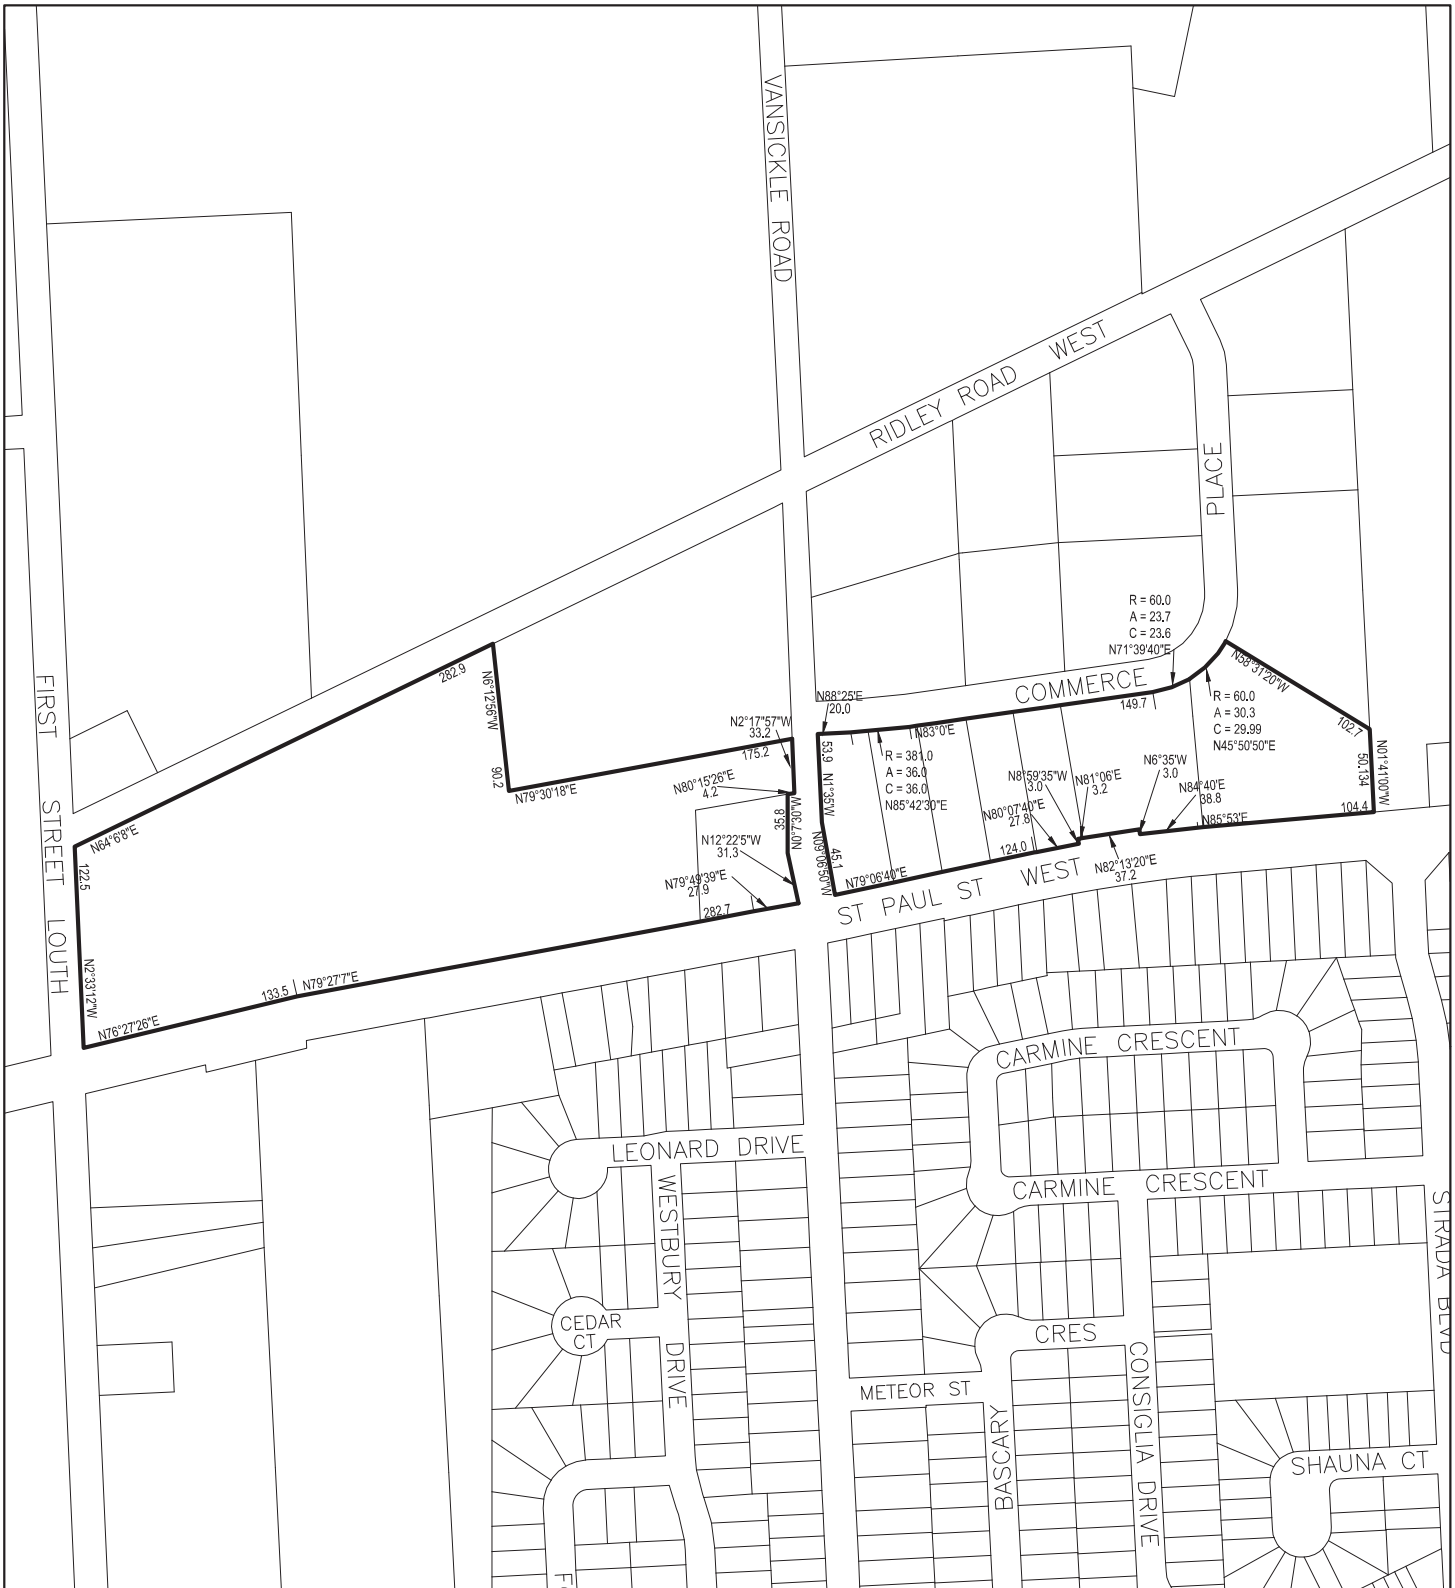 VANSICKLE ROAD
RIDLEY ROAD WEST
PLACE
R = 60.0
A = 23.7
C = 23.6
N71°39'40"E
COMMERCE
149.7
N58°31'20"W
102.7
R = 60.0
A = 30.3
C = 29.99
N45°50'50"E
N01°41'00"W
50.134
104.4
N88°25'E
20.0
N83°0'E
R = 381.0
A = 36.0
C = 36.0
N85°42'30"E
53.9
N1°35'W
N09°06'50"W
45.1
N79°06'40"E
124.0
N80°07'40"E
27.8
N8°59'35"W
3.0
N81°06'E
3.2
N6°35'W
3.0
N84°40'E
38.8
N85°53'E
N82°13'20"E
37.2
ST PAUL ST WEST
282.9
N64°6'8"E
N6°12'56"W
90.2
N79°30'18"E
175.2
N2°17'57"W
33.2
N80°15'26"E
4.2
35.8
N0°7'30"W
N12°22'5"W
31.3
N79°49'39"E
27.9
282.7
N79°27'7"E
133.5
N76°27'26"E
122.5
N2°33'12"W
FIRST STREET LOUTH
CARMINE CRESCENT
LEONARD DRIVE
CARMINE CRESCENT
WESTBURY DRIVE
CEDAR
CT
CRES
METEOR ST
BASCARY
CONSIGLIA DRIVE
STRADA BLVD
SHAUNA CT